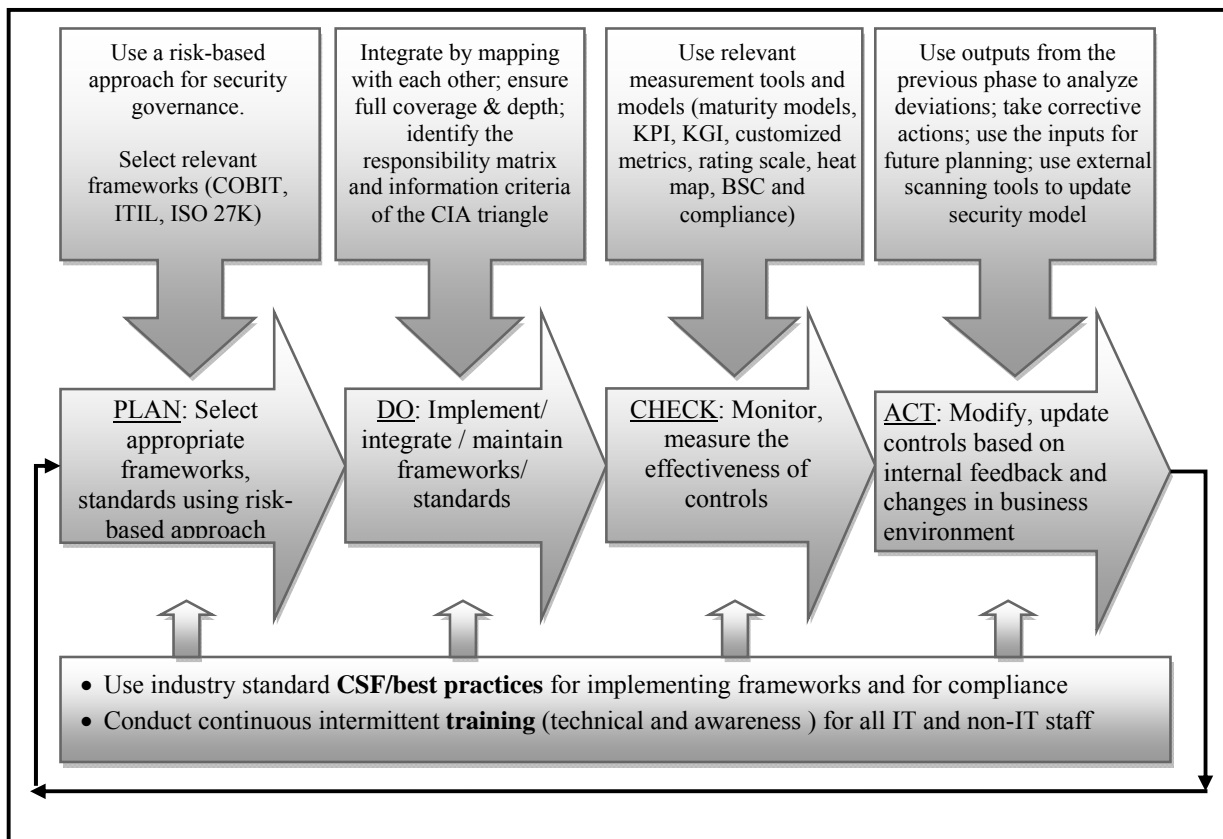 Use a risk-based
approach for security
governance.
Select relevant
frameworks (COBIT,
ITIL, ISO 27K)
Integrate by mapping
with each other; ensure
full coverage & depth;
identify the
responsibility matrix
and information criteria
of the CIA triangle
Use relevant
measurement tools and
models (maturity models,
KPI, KGI, customized
metrics, rating scale, heat
map, BSC and
compliance)
Use outputs from the
previous phase to analyze
deviations; take corrective
actions; use the inputs for
future planning; use external
scanning tools to update
security model
PLAN: Select
appropriate
frameworks,
standards using risk-
based approach
DO: Implement/
integrate / maintain
frameworks/
standards
CHECK: Monitor,
measure the
effectiveness of
controls
ACT: Modify, update
controls based on
internal feedback and
changes in business
environment
• Use industry standard CSF/best practices for implementing frameworks and for compliance
• Conduct continuous intermittent training (technical and awareness ) for all IT and non-IT staff